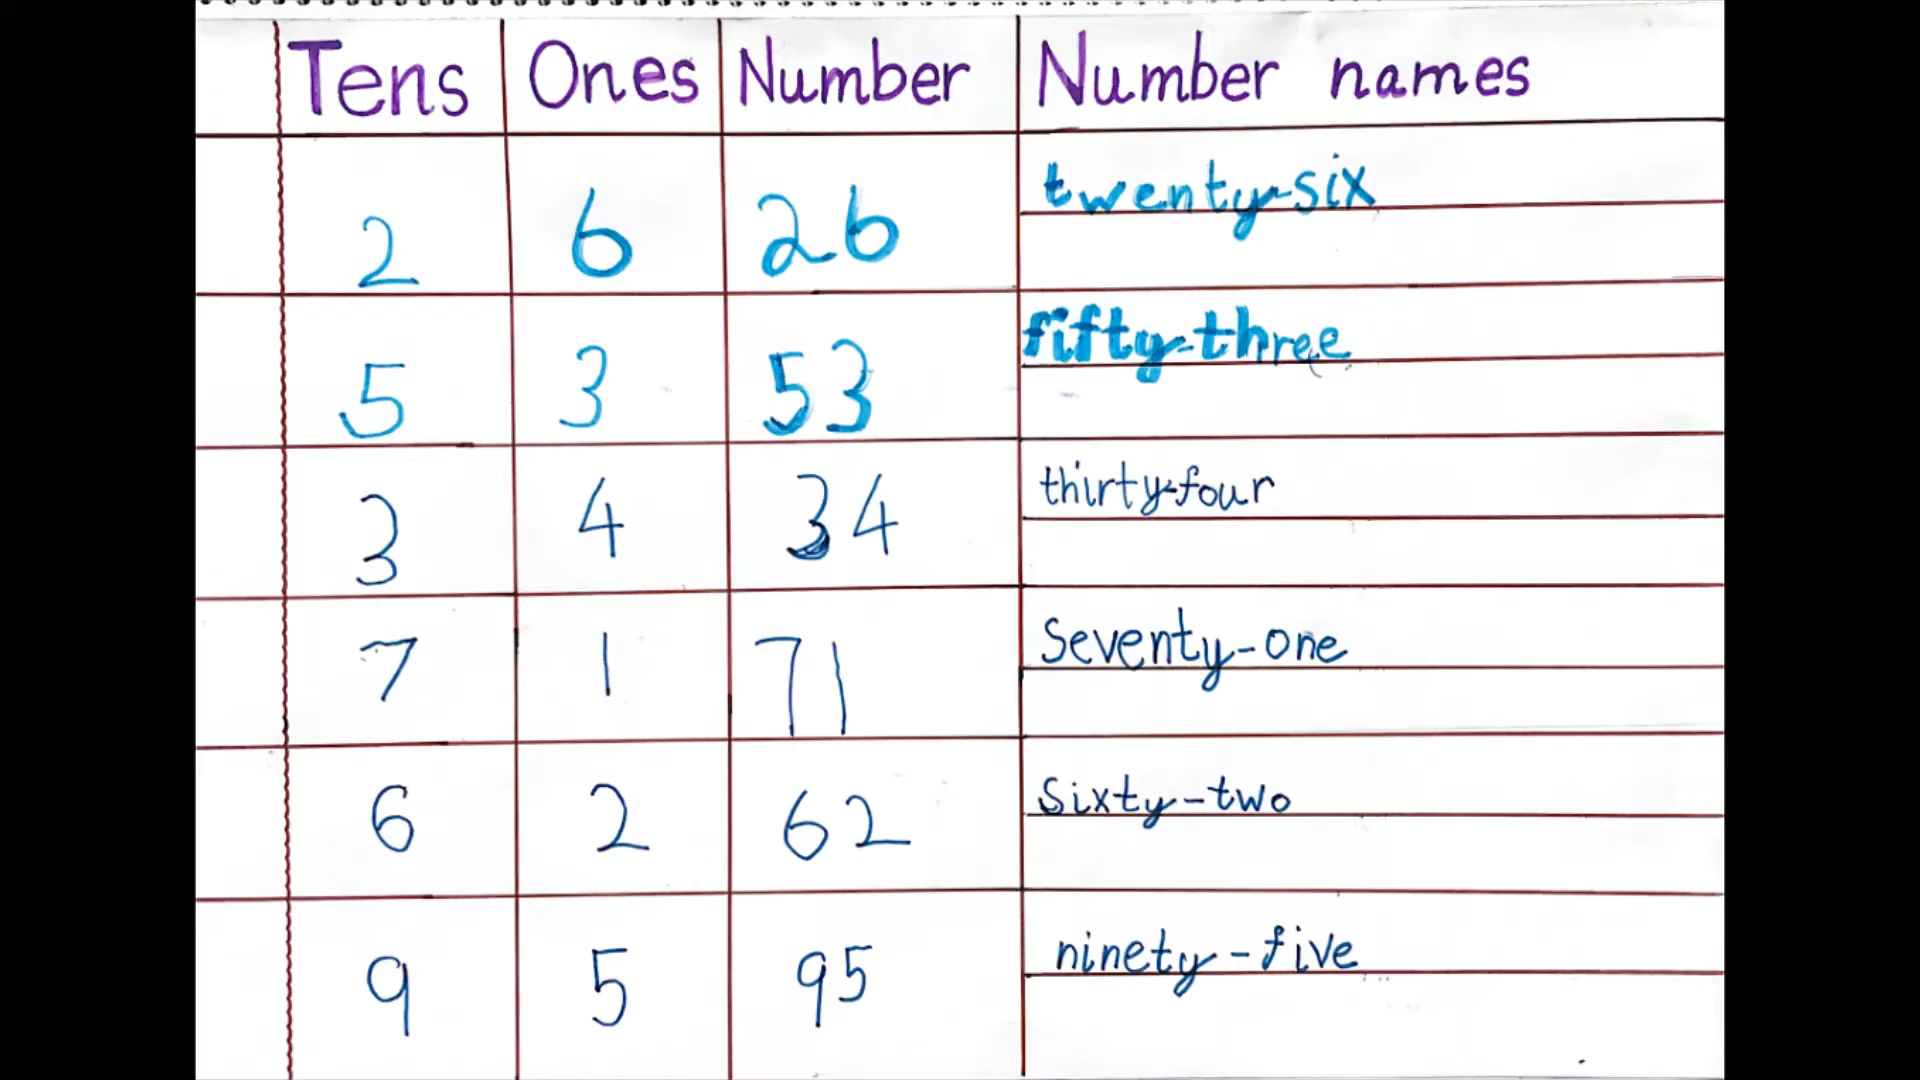 Tens Ones Number Number names
2 6 26 twenty-six
5 3 53 fifty-three
3 4 34 thirty-four
7 1 71 Seventy-one
6 2 62 Sixty-two
9 5 95 ninety-five